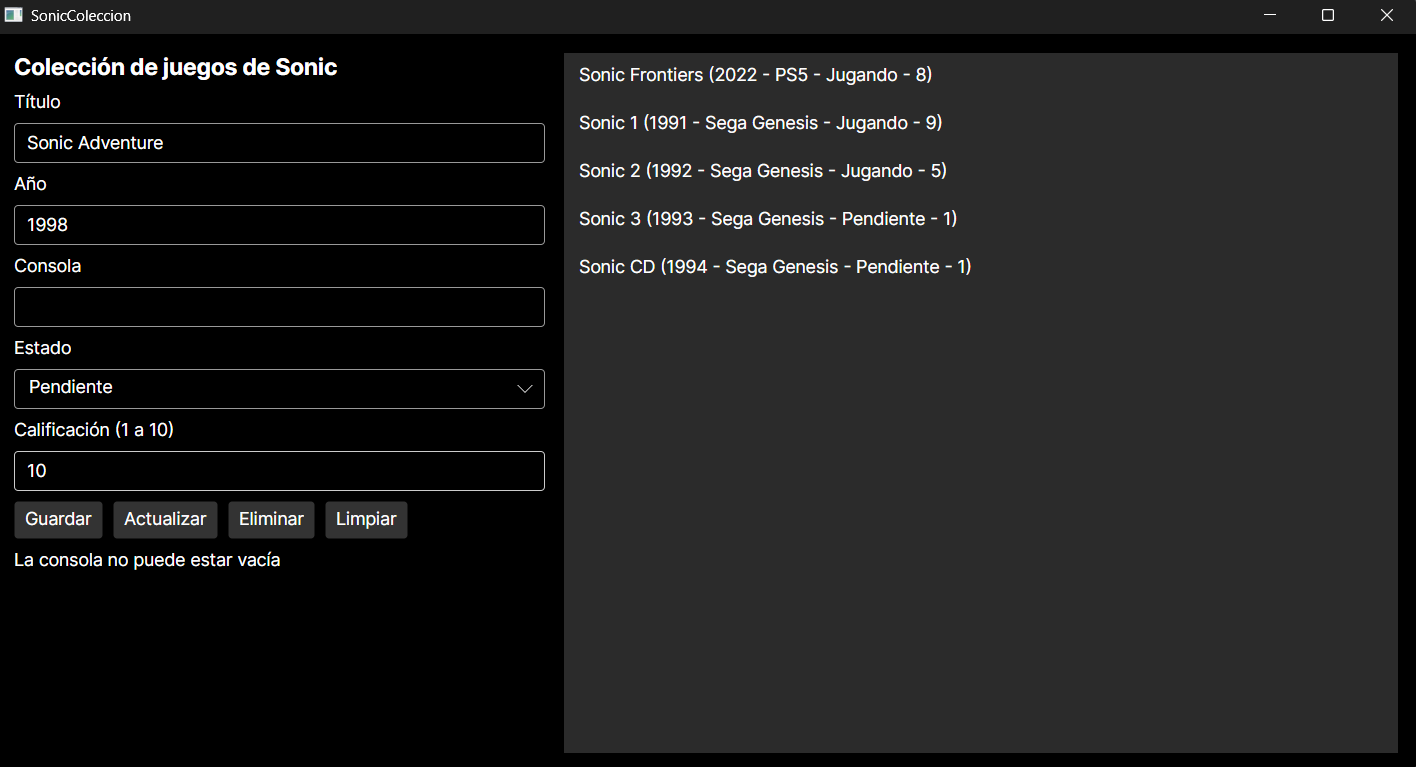 SonicColeccion
Colección de juegos de Sonic
Título
Sonic Adventure
Año
1998
Consola
Estado
Pendiente
Calificación (1 a 10)
10
Guardar Actualizar Eliminar Limpiar
La consola no puede estar vacía
Sonic Frontiers (2022 - PS5 - Jugando - 8)
Sonic 1 (1991 - Sega Genesis - Jugando - 9)
Sonic 2 (1992 - Sega Genesis - Jugando - 5)
Sonic 3 (1993 - Sega Genesis - Pendiente - 1)
Sonic CD (1994 - Sega Genesis - Pendiente - 1)